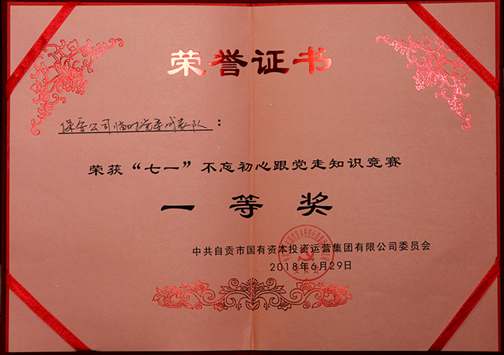 荣誉证书
保安公司临时党委代表队：
荣获“七一”不忘初心跟党走知识竞赛
一等奖
中共自贡市国有资本投资运营集团有限公司委员会
2018年6月29日